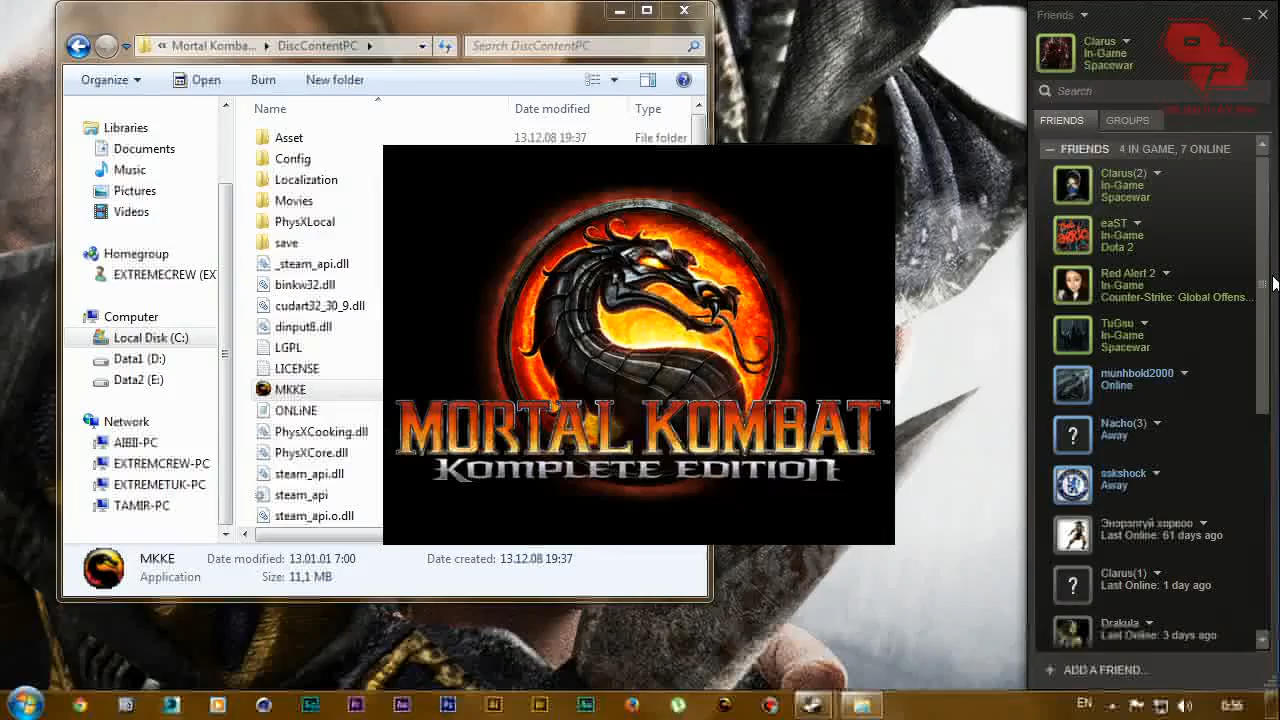 « Mortal Komba... ▸ DiscContentPC ▸
Search DiscContentPC
Organize
Open
Burn
New folder
Name
Date modified
Type
Libraries
Documents
Music
Pictures
Videos
Homegroup
EXTREMECREW (EX
Computer
Local Disk (C:)
Data1 (D:)
Data2 (E:)
Network
AIBII-PC
EXTREMCREW-PC
EXTREMETUK-PC
TAMIR-PC
Asset
13.12.08 19:37
File folder
Config
Localization
Movies
PhysXLocal
save
_steam_api.dll
binkw32.dll
cudart32_30_9.dll
dinput8.dll
LGPL
LICENSE
MKKE
ONLiNE
PhysXCooking.dll
PhysXCore.dll
steam_api.dll
steam_api
steam_api.o.dll
MKKE
Date modified: 13.01.01 7:00
Date created: 13.12.08 19:37
Application
Size: 11,1 MB
MORTAL KOMBAT™
KOMPLETE EDITION
Friends
Clarus
In-Game
Spacewar
Search
FRIENDS
GROUPS
FRIENDS 4 IN GAME, 7 ONLINE
Clarus(2)
In-Game
Spacewar
eaST
In-Game
Dota 2
Red Alert 2
In-Game
Counter-Strike: Global Offens...
TuGsu
In-Game
Spacewar
munhbold2000
Online
Nacho(3)
Away
sskshock
Away
Энэрэлгүй хорвоо
Last Online: 61 days ago
Clarus(1)
Last Online: 1 day ago
Drakula
Last Online: 3 days ago
ADD A FRIEND...
EN
0:56